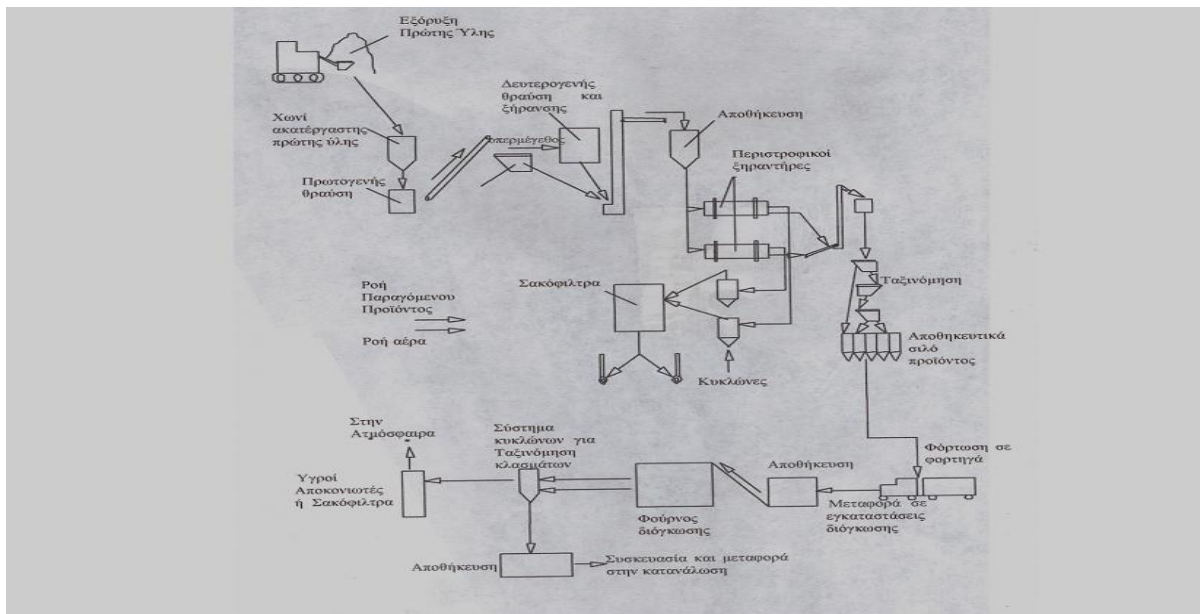 Εξόρυξη
Πρώτης Ύλης
Δευτερογενής
θραύση και
ξήρανσης
Χωνί
ακατέργαστης
πρώτης ύλης
υπερμέγεθος
Αποθήκευση
Περιστροφικοί
ξηραντήρες
Πρωτογενής
θραύση
Ροή
Παραγόμενου
Προϊόντος
Ροή αέρα
Σακόφιλτρα
Ταξινόμηση
Αποθηκευτικά
σιλό
προϊόντος
Κυκλώνες
Στην
Ατμόσφαιρα
Σύστημα
κυκλώνων για
Ταξινόμηση
κλασμάτων
Υγροί
Αποκονιωτές
ή Σακόφιλτρα
Αποθήκευση
Φόρτωση σε
φορτηγά
Φούρνος
διόγκωσης
Μεταφορά σε
εγκαταστάσεις
διόγκωσης
Αποθήκευση
Συσκευασία και μεταφορά
στην κατανάλωση